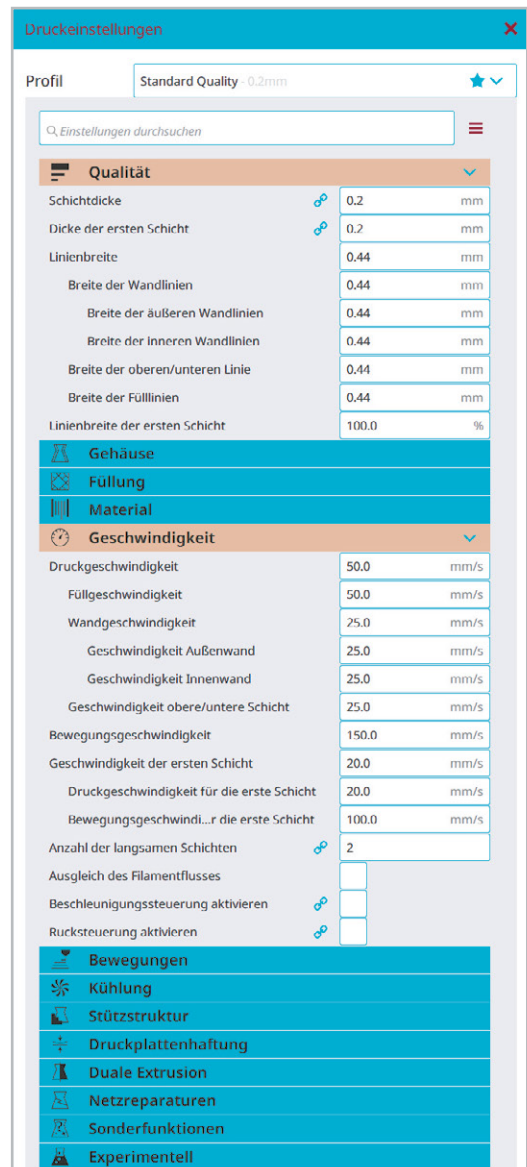 Druckeinstellungen
Profil Standard Quality - 0.2mm
Einstellungen durchsuchen
Qualität
Schichtdicke 0.2 mm
Dicke der ersten Schicht 0.2 mm
Linienbreite 0.44 mm
Breite der Wandlinien 0.44 mm
Breite der äußeren Wandlinien 0.44 mm
Breite der inneren Wandlinien 0.44 mm
Breite der oberen/unteren Linie 0.44 mm
Breite der Fülllinien 0.44 mm
Linienbreite der ersten Schicht 100.0 %
Gehäuse
Füllung
Material
Geschwindigkeit
Druckgeschwindigkeit 50.0 mm/s
Füllgeschwindigkeit 50.0 mm/s
Wandgeschwindigkeit 25.0 mm/s
Geschwindigkeit Außenwand 25.0 mm/s
Geschwindigkeit Innenwand 25.0 mm/s
Geschwindigkeit obere/untere Schicht 25.0 mm/s
Bewegungsgeschwindigkeit 150.0 mm/s
Geschwindigkeit der ersten Schicht 20.0 mm/s
Druckgeschwindigkeit für die erste Schicht 20.0 mm/s
Bewegungsgeschwindi...r die erste Schicht 100.0 mm/s
Anzahl der langsamen Schichten 2
Ausgleich des Filamentflusses
Beschleunigungssteuerung aktivieren
Rucksteuerung aktivieren
Bewegungen
Kühlung
Stützstruktur
Druckplattenhaftung
Duale Extrusion
Netzreparaturen
Sonderfunktionen
Experimentell